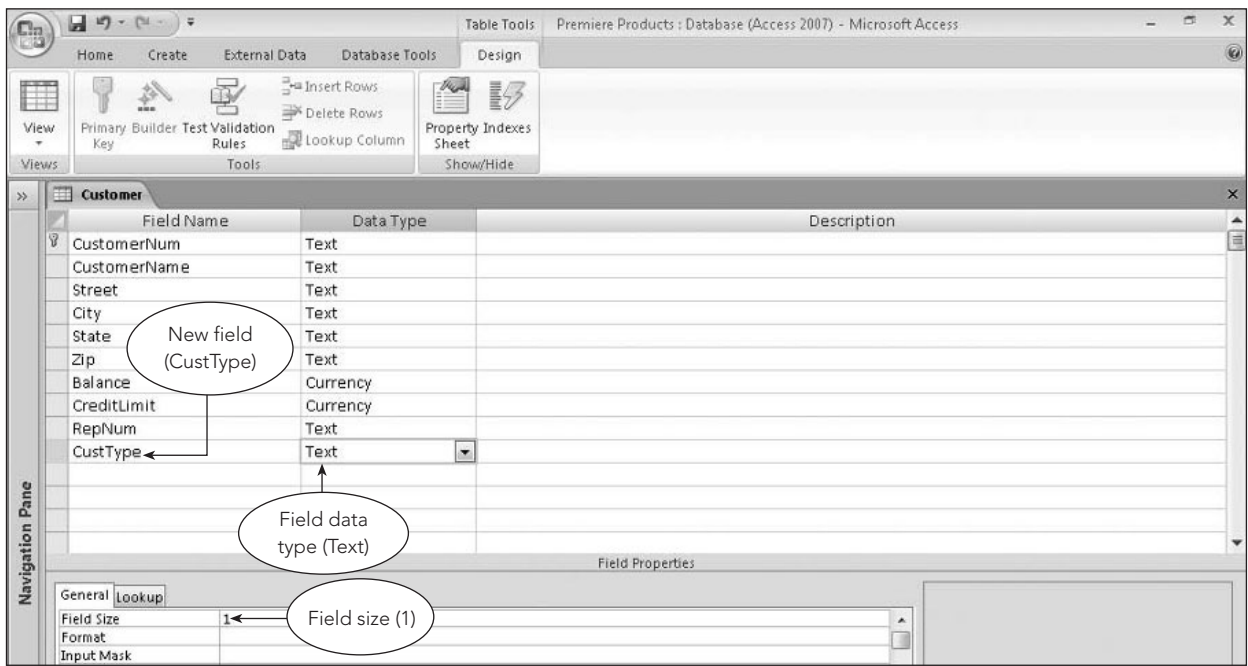 Table Tools Premiere Products : Database (Access 2007) - Microsoft Access
Home Create External Data Database Tools Design
View
Views
Primary Key
Builder
Test Validation Rules
Insert Rows
Delete Rows
Lookup Column
Tools
Property Sheet
Indexes
Show/Hide
Customer
Field Name Data Type Description
CustomerNum Text
CustomerName Text
Street Text
City Text
State Text
Zip Text
Balance Currency
CreditLimit Currency
RepNum Text
CustType Text
New field
(CustType)
Field data
type (Text)
Navigation Pane
Field Properties
General Lookup
Field Size 1
Format
Input Mask
Field size (1)